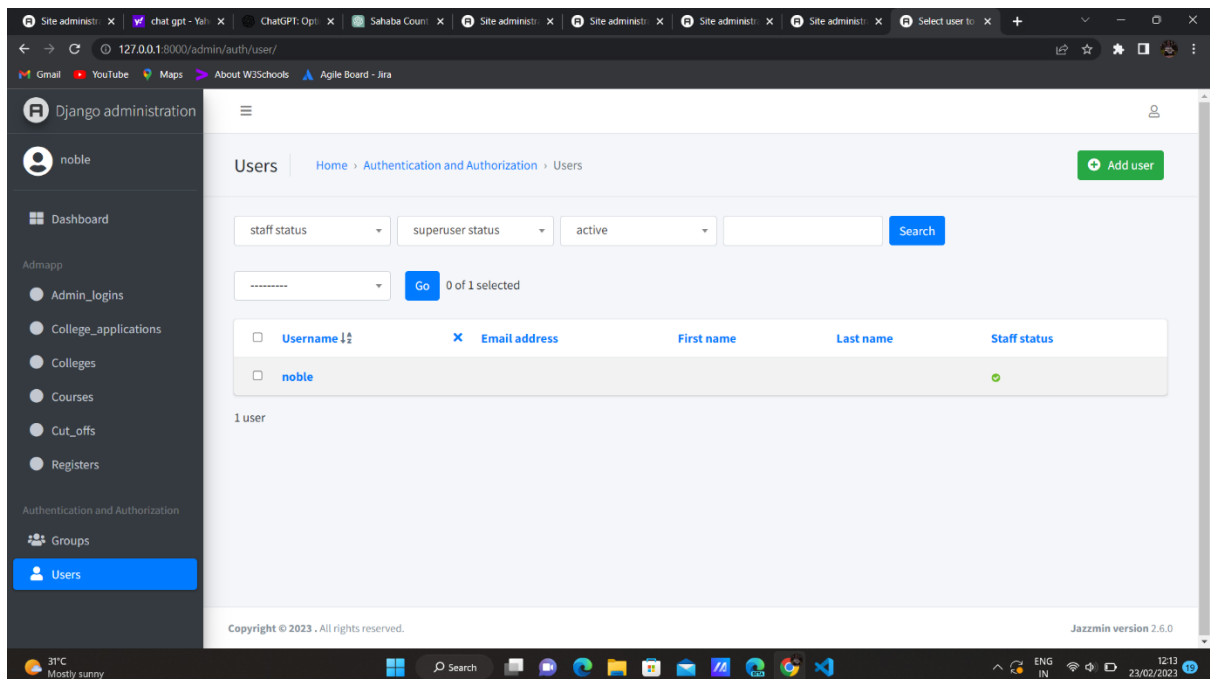 Site administr
chat gpt - Yah
ChatGPT: Opti
Sahaba Count
Site administr
Site administr
Site administr
Site administr
Select user to
127.0.0.1:8000/admin/auth/user/
Gmail
YouTube
Maps
About W3Schools
Agile Board - Jira
Django administration
noble
Dashboard
Admapp
Admin_logins
College_applications
Colleges
Courses
Cut_offs
Registers
Authentication and Authorization
Groups
Users
Users
Home › Authentication and Authorization › Users
Add user
staff status
superuser status
active
Search
---------
Go
0 of 1 selected
Username
Email address
First name
Last name
Staff status
noble
1 user
Copyright © 2023 . All rights reserved.
Jazzmin version 2.6.0
31°C
Mostly sunny
Search
ENG
IN
12:13
23/02/2023
19